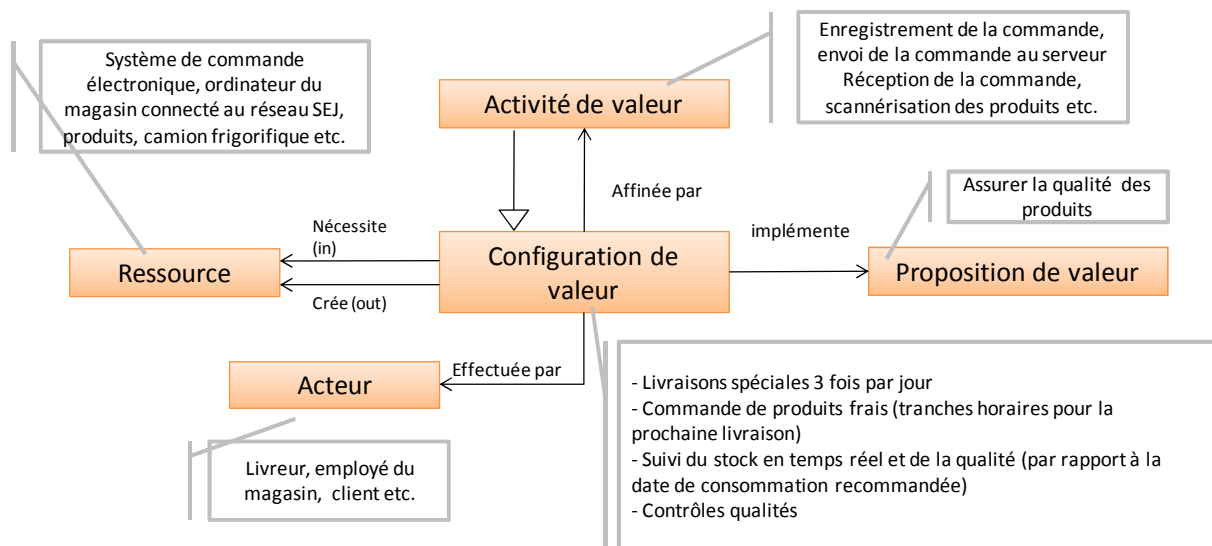 Système de commande
électronique, ordinateur du
magasin connecté au réseau SEJ,
produits, camion frigorifique etc.
Enregistrement de la commande,
envoi de la commande au serveur
Réception de la commande,
scannérisation des produits etc.
Activité de valeur
Affinée par
Assurer la qualité des
produits
Nécessite
(in)
implémente
Ressource
Configuration de
valeur
Proposition de valeur
Crée (out)
Effectuée par
Acteur
- Livraisons spéciales 3 fois par jour
- Commande de produits frais (tranches horaires pour la
prochaine livraison)
- Suivi du stock en temps réel et de la qualité (par rapport à la
date de consommation recommandée)
- Contrôles qualités
Livreur, employé du
magasin, client etc.